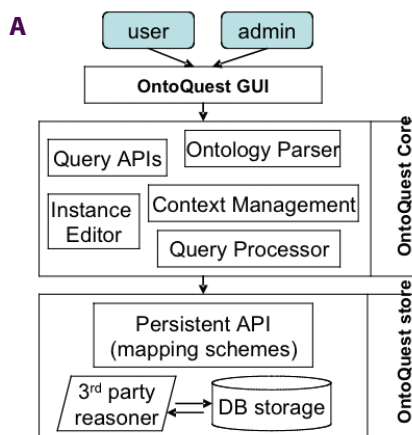 A
user
admin
OntoQuest GUI
Query APIs
Ontology Parser
Instance
Editor
Context Management
Query Processor
OntoQuest Core
Persistent API
(mapping schemes)
3rd party
reasoner
DB storage
OntoQuest store